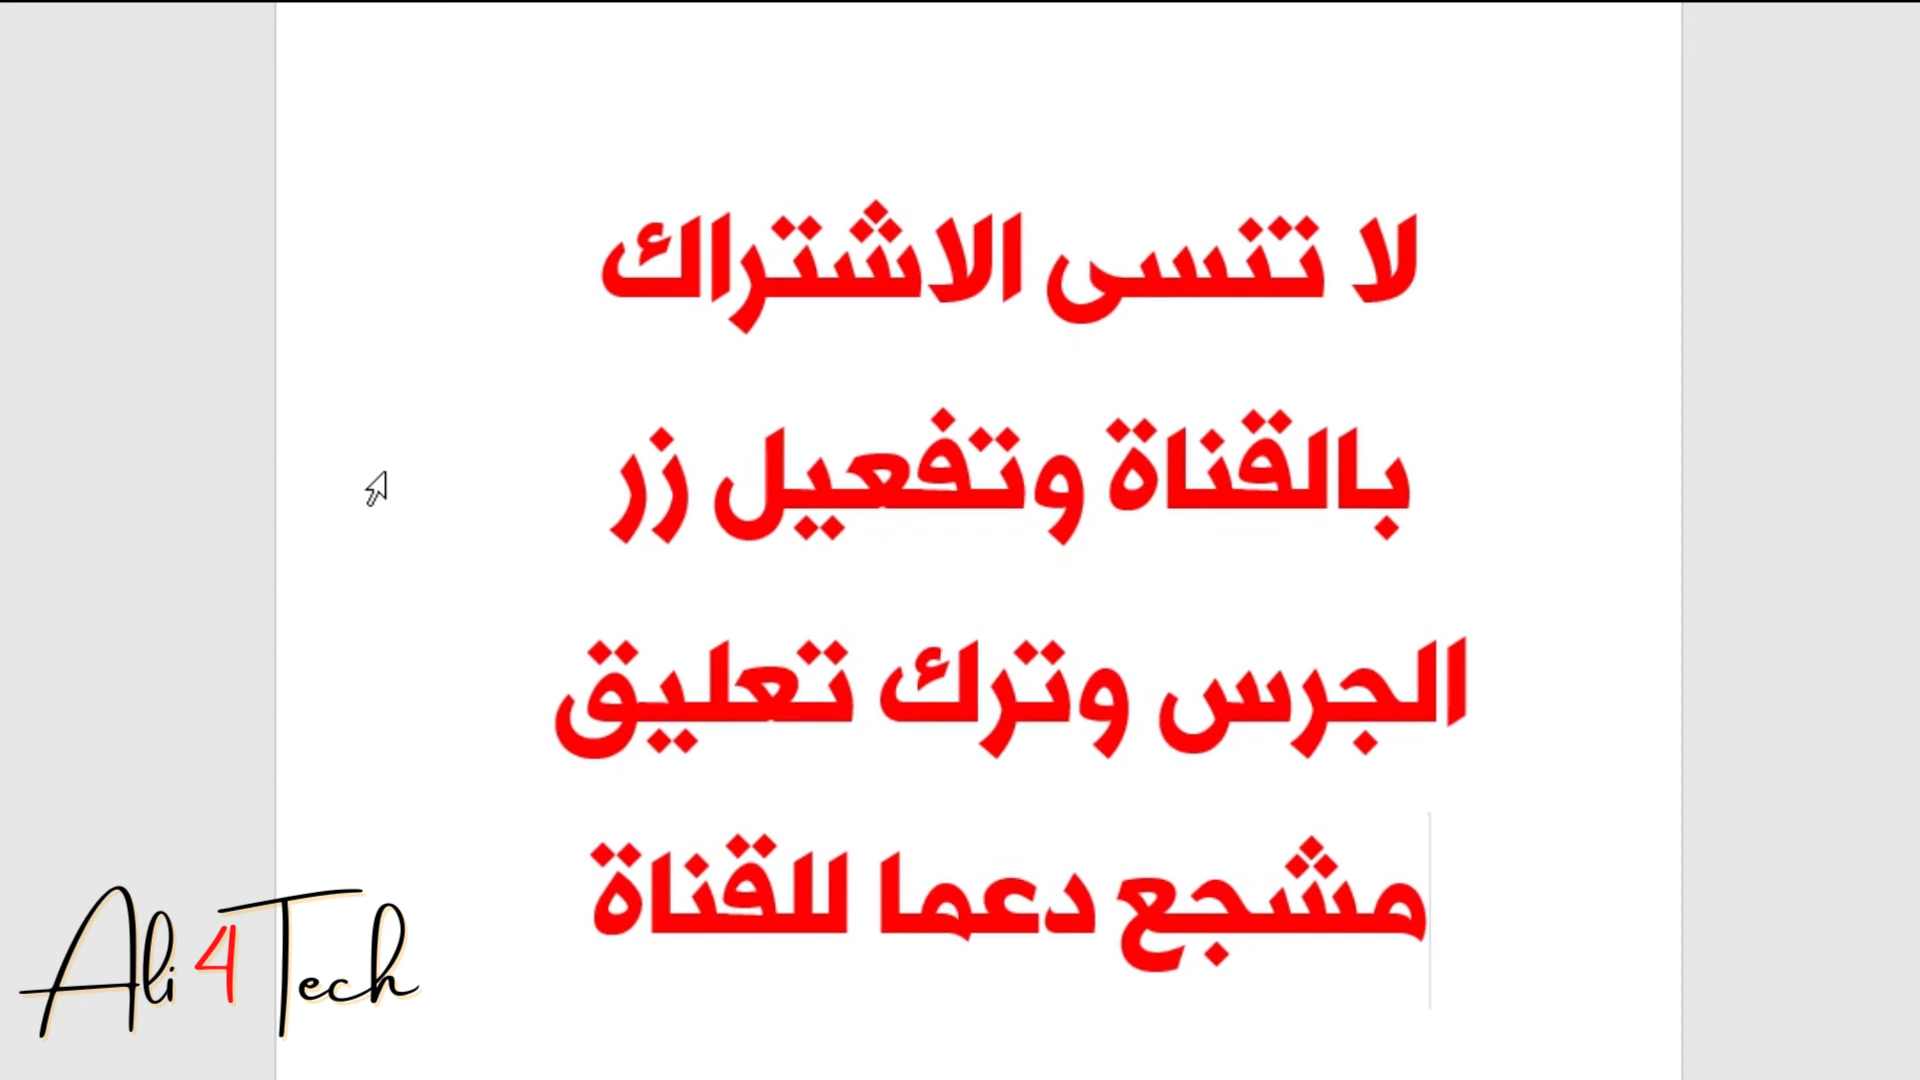 لا تنسى الاشتراك
بالقناة وتفعيل زر
الجرس وترك تعليق
مشجع دعما للقناة
Ali 4 Tech